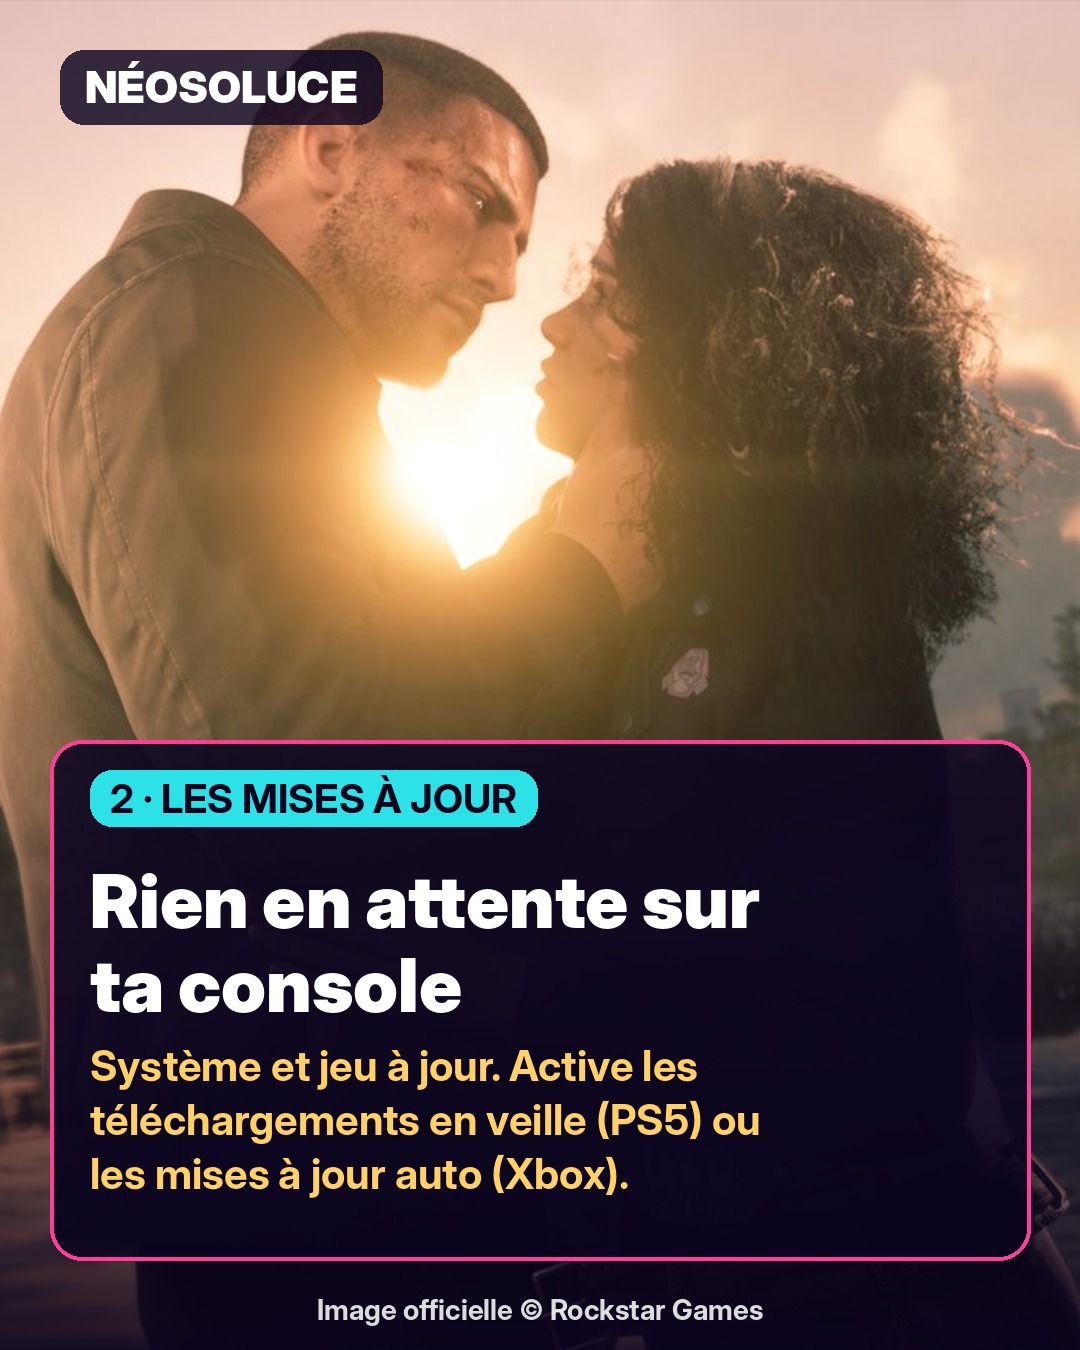 NÉOSOLUCE
2 · LES MISES À JOUR
Rien en attente sur
ta console
Système et jeu à jour. Active les
téléchargements en veille (PS5) ou
les mises à jour auto (Xbox).
Image officielle © Rockstar Games